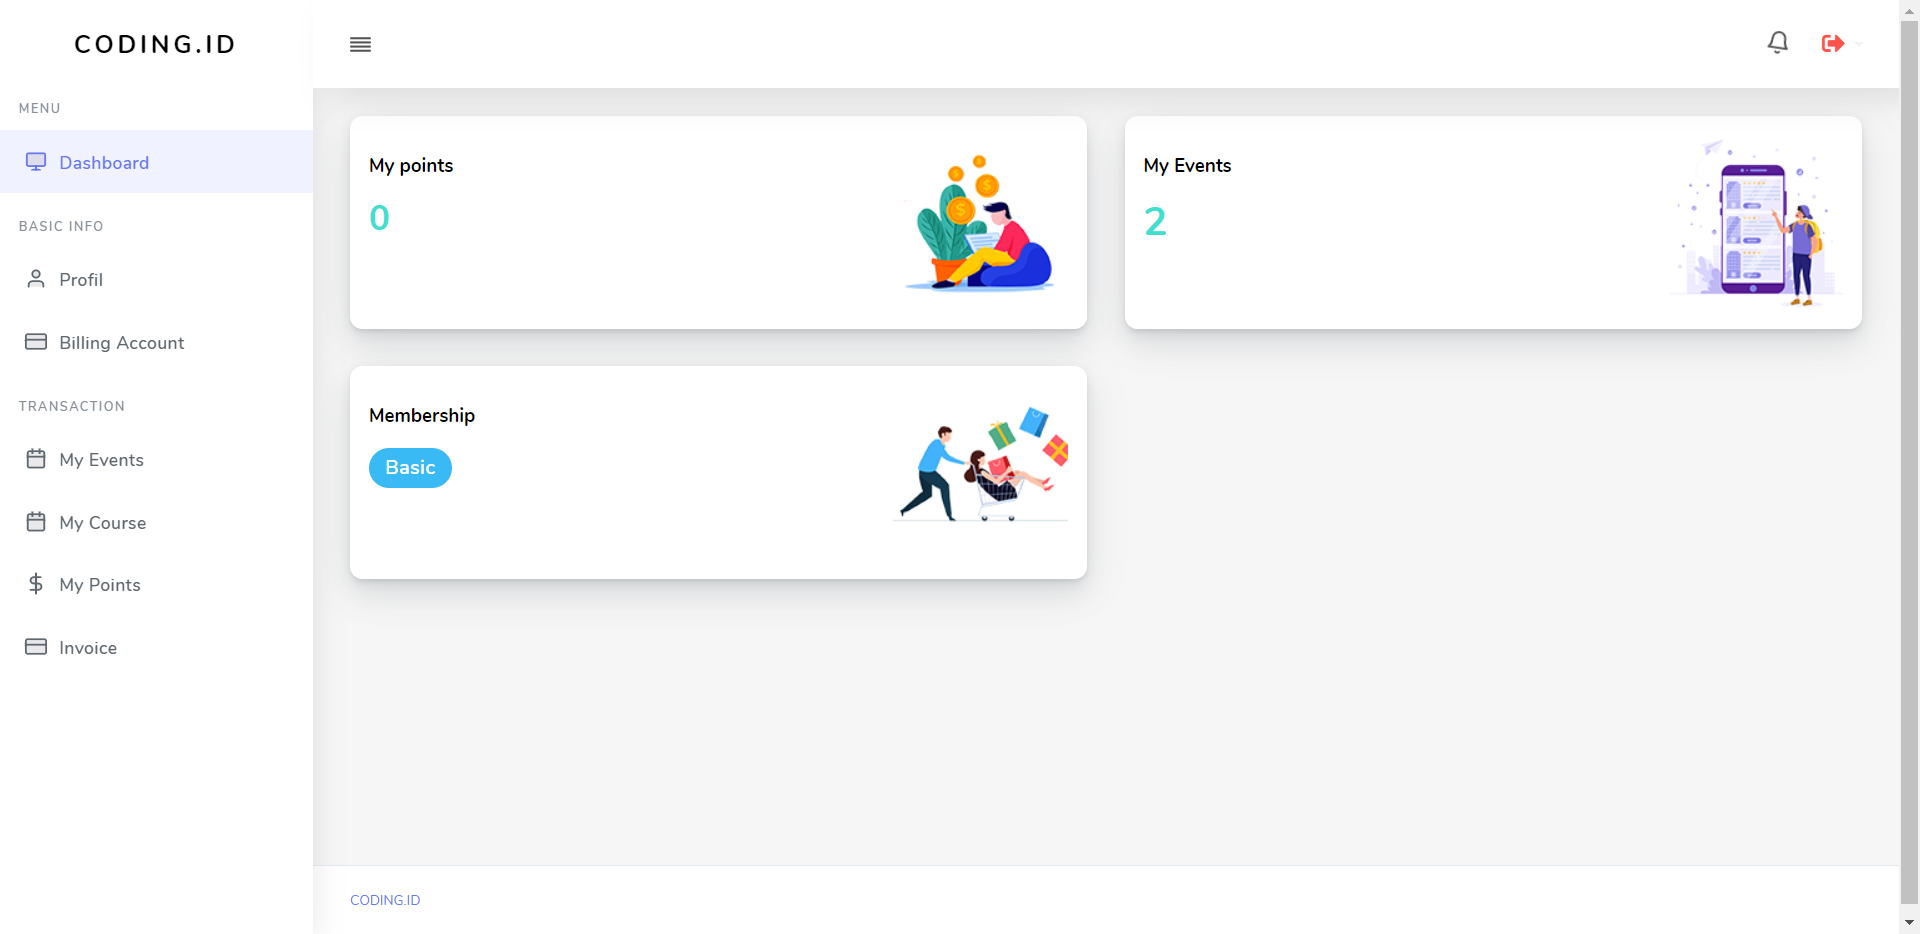 CODING.ID
MENU
Dashboard
BASIC INFO
Profil
Billing Account
TRANSACTION
My Events
My Course
My Points
Invoice
My points
0
My Events
2
Membership
Basic
CODING.ID